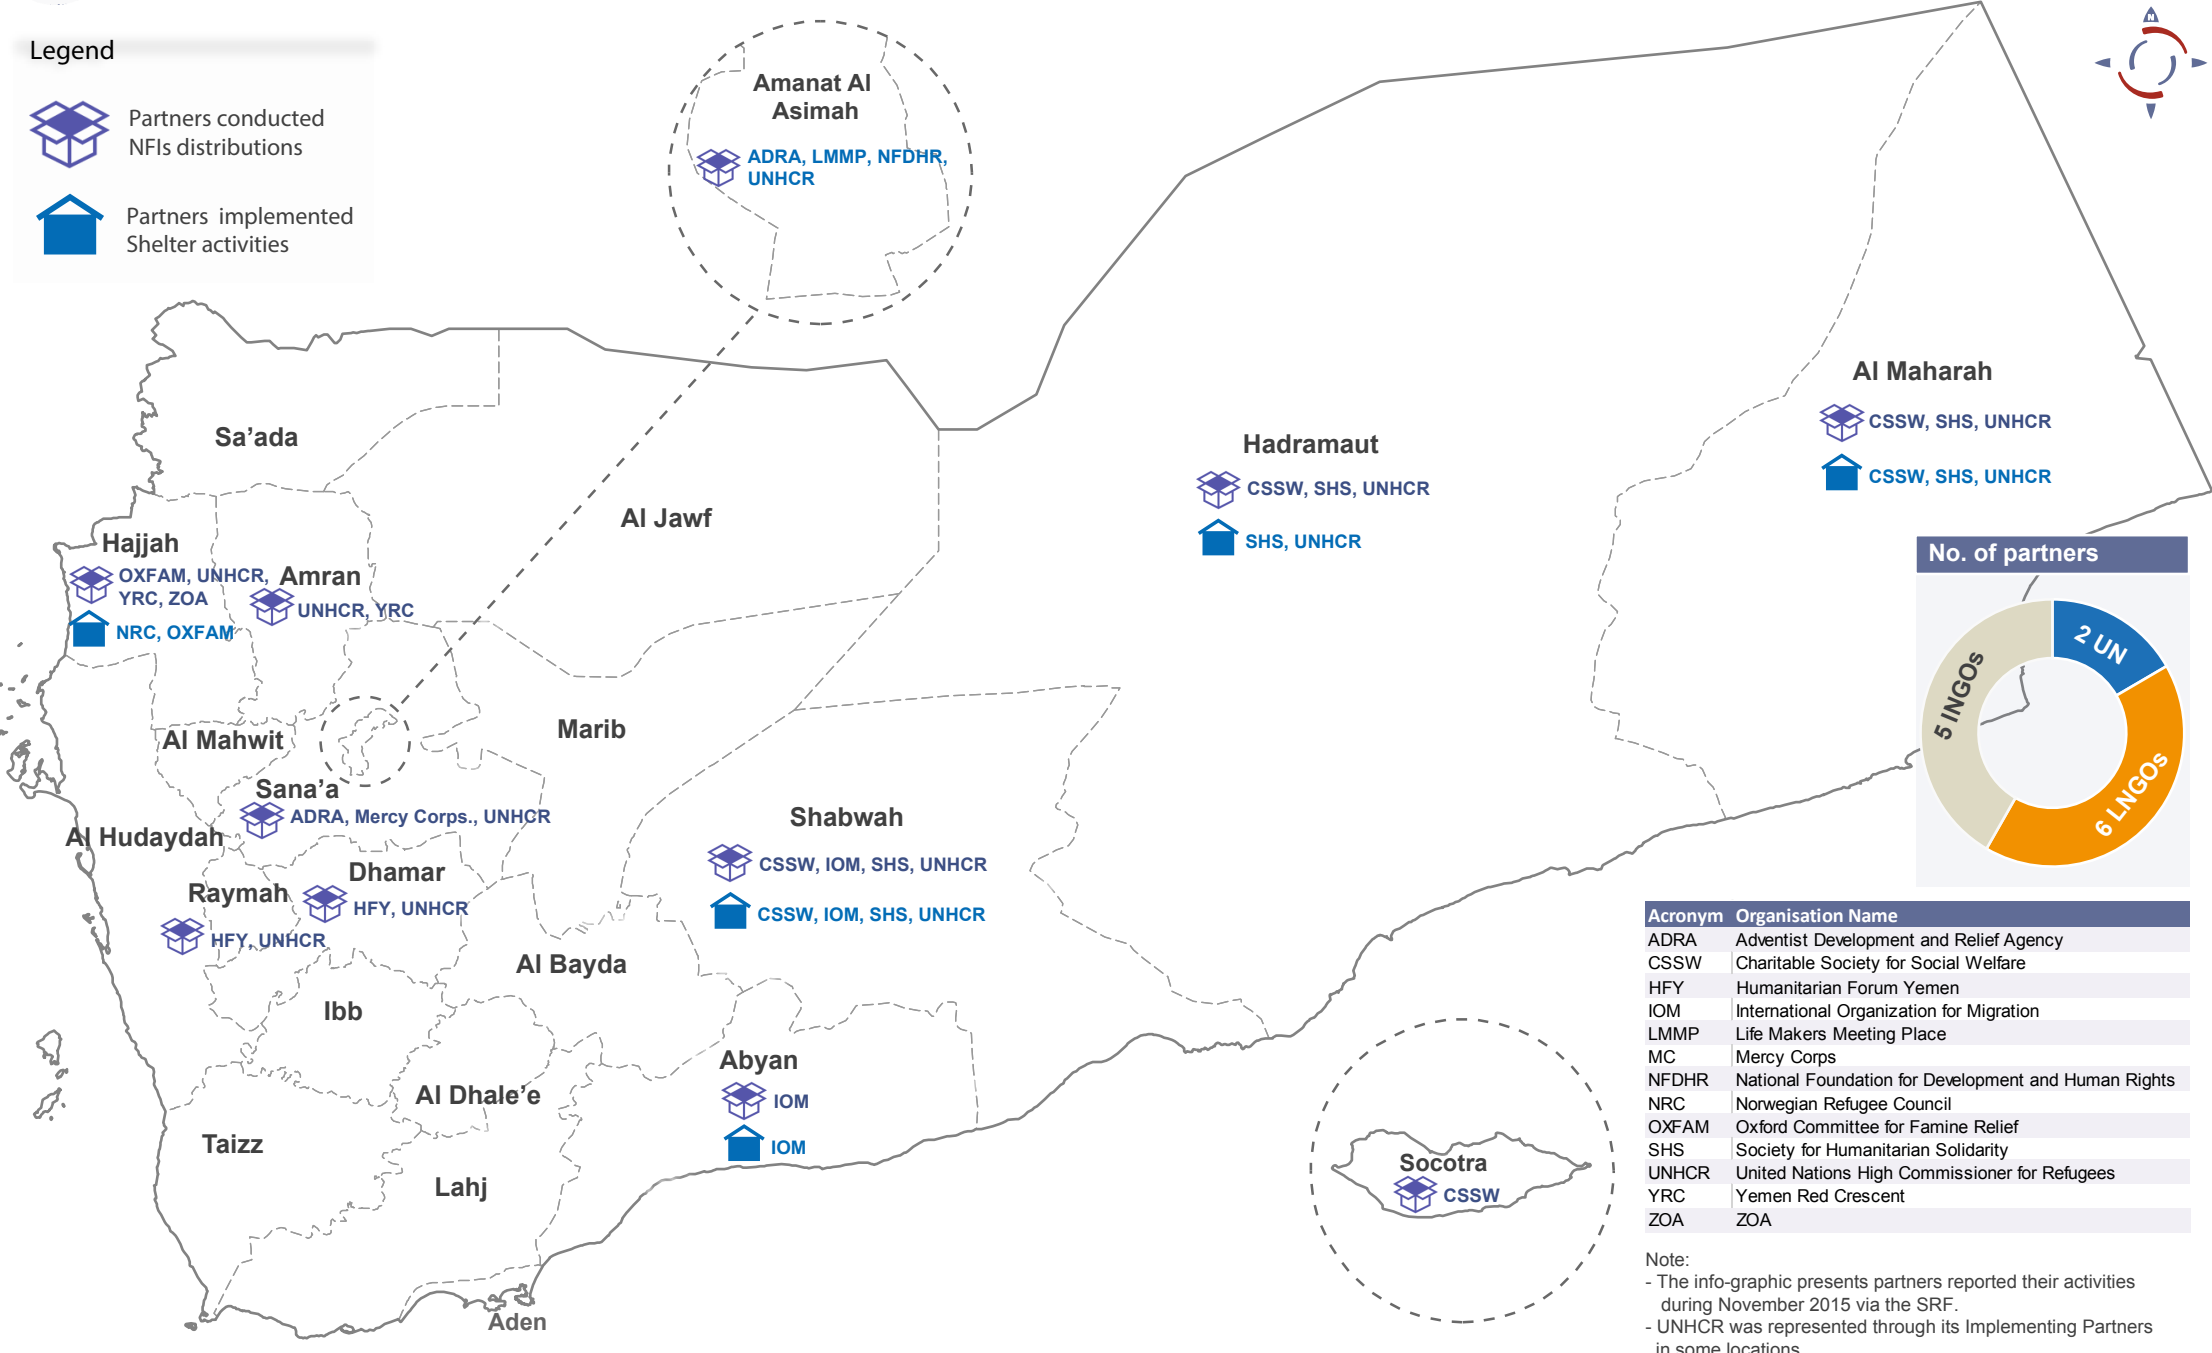 Legend
Partners conducted
NFIs distributions
Partners implemented
Shelter activities
N
Amanat Al
Asimah
ADRA, LMMP, NFDHR,
UNHCR
Sa’ada
Al Jawf
Hadramaut
CSSW, SHS, UNHCR
SHS, UNHCR
Al Maharah
CSSW, SHS, UNHCR
CSSW, SHS, UNHCR
Hajjah
OXFAM, UNHCR,
YRC, ZOA
NRC, OXFAM
Amran
UNHCR, YRC
Al Mahwit
Marib
Sana’a
ADRA, Mercy Corps., UNHCR
Al Hudaydah
Dhamar
HFY, UNHCR
Raymah
HFY, UNHCR
Shabwah
CSSW, IOM, SHS, UNHCR
CSSW, IOM, SHS, UNHCR
Al Bayda
Ibb
Abyan
IOM
IOM
Al Dhale’e
Taizz
Lahj
Aden
Socotra
CSSW
No. of partners
2 UN
5 INGOs
6 LNGOs
Acronym Organisation Name
ADRA Adventist Development and Relief Agency
CSSW Charitable Society for Social Welfare
HFY Humanitarian Forum Yemen
IOM International Organization for Migration
LMMP Life Makers Meeting Place
MC Mercy Corps
NFDHR National Foundation for Development and Human Rights
NRC Norwegian Refugee Council
OXFAM Oxford Committee for Famine Relief
SHS Society for Humanitarian Solidarity
UNHCR United Nations High Commissioner for Refugees
YRC Yemen Red Crescent
ZOA ZOA
Note:
- The info-graphic presents partners reported their activities
during November 2015 via the SRF.
- UNHCR was represented through its Implementing Partners
in some locations